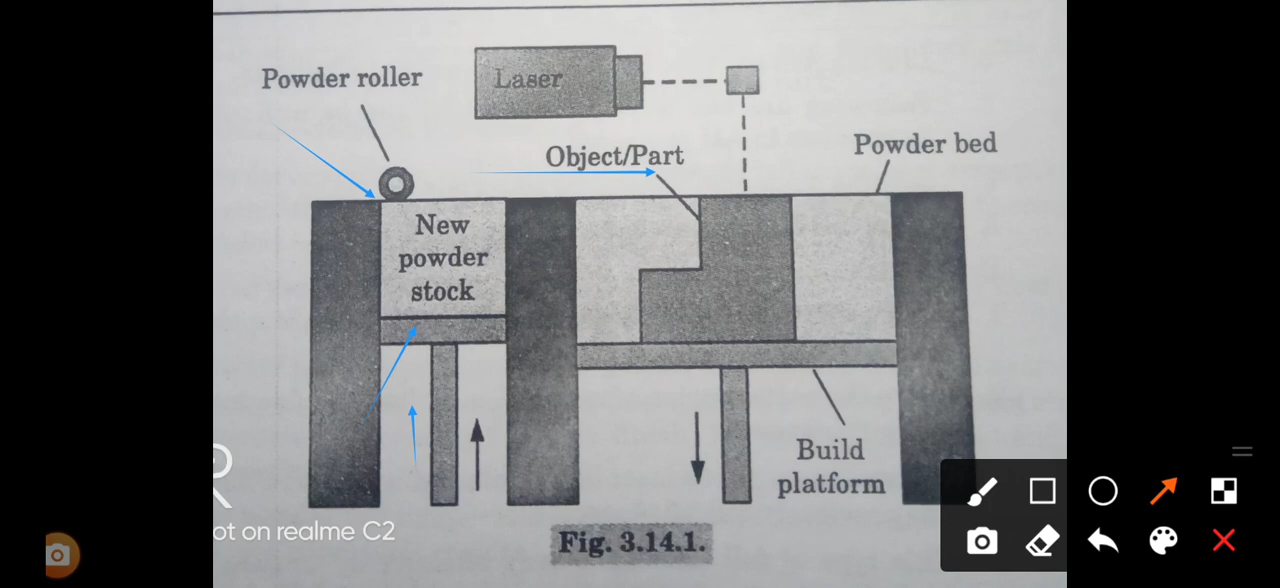 Powder roller
Laser
Object/Part
Powder bed
New
powder
stock
Build
platform
ot on realme C2
Fig. 3.14.1.